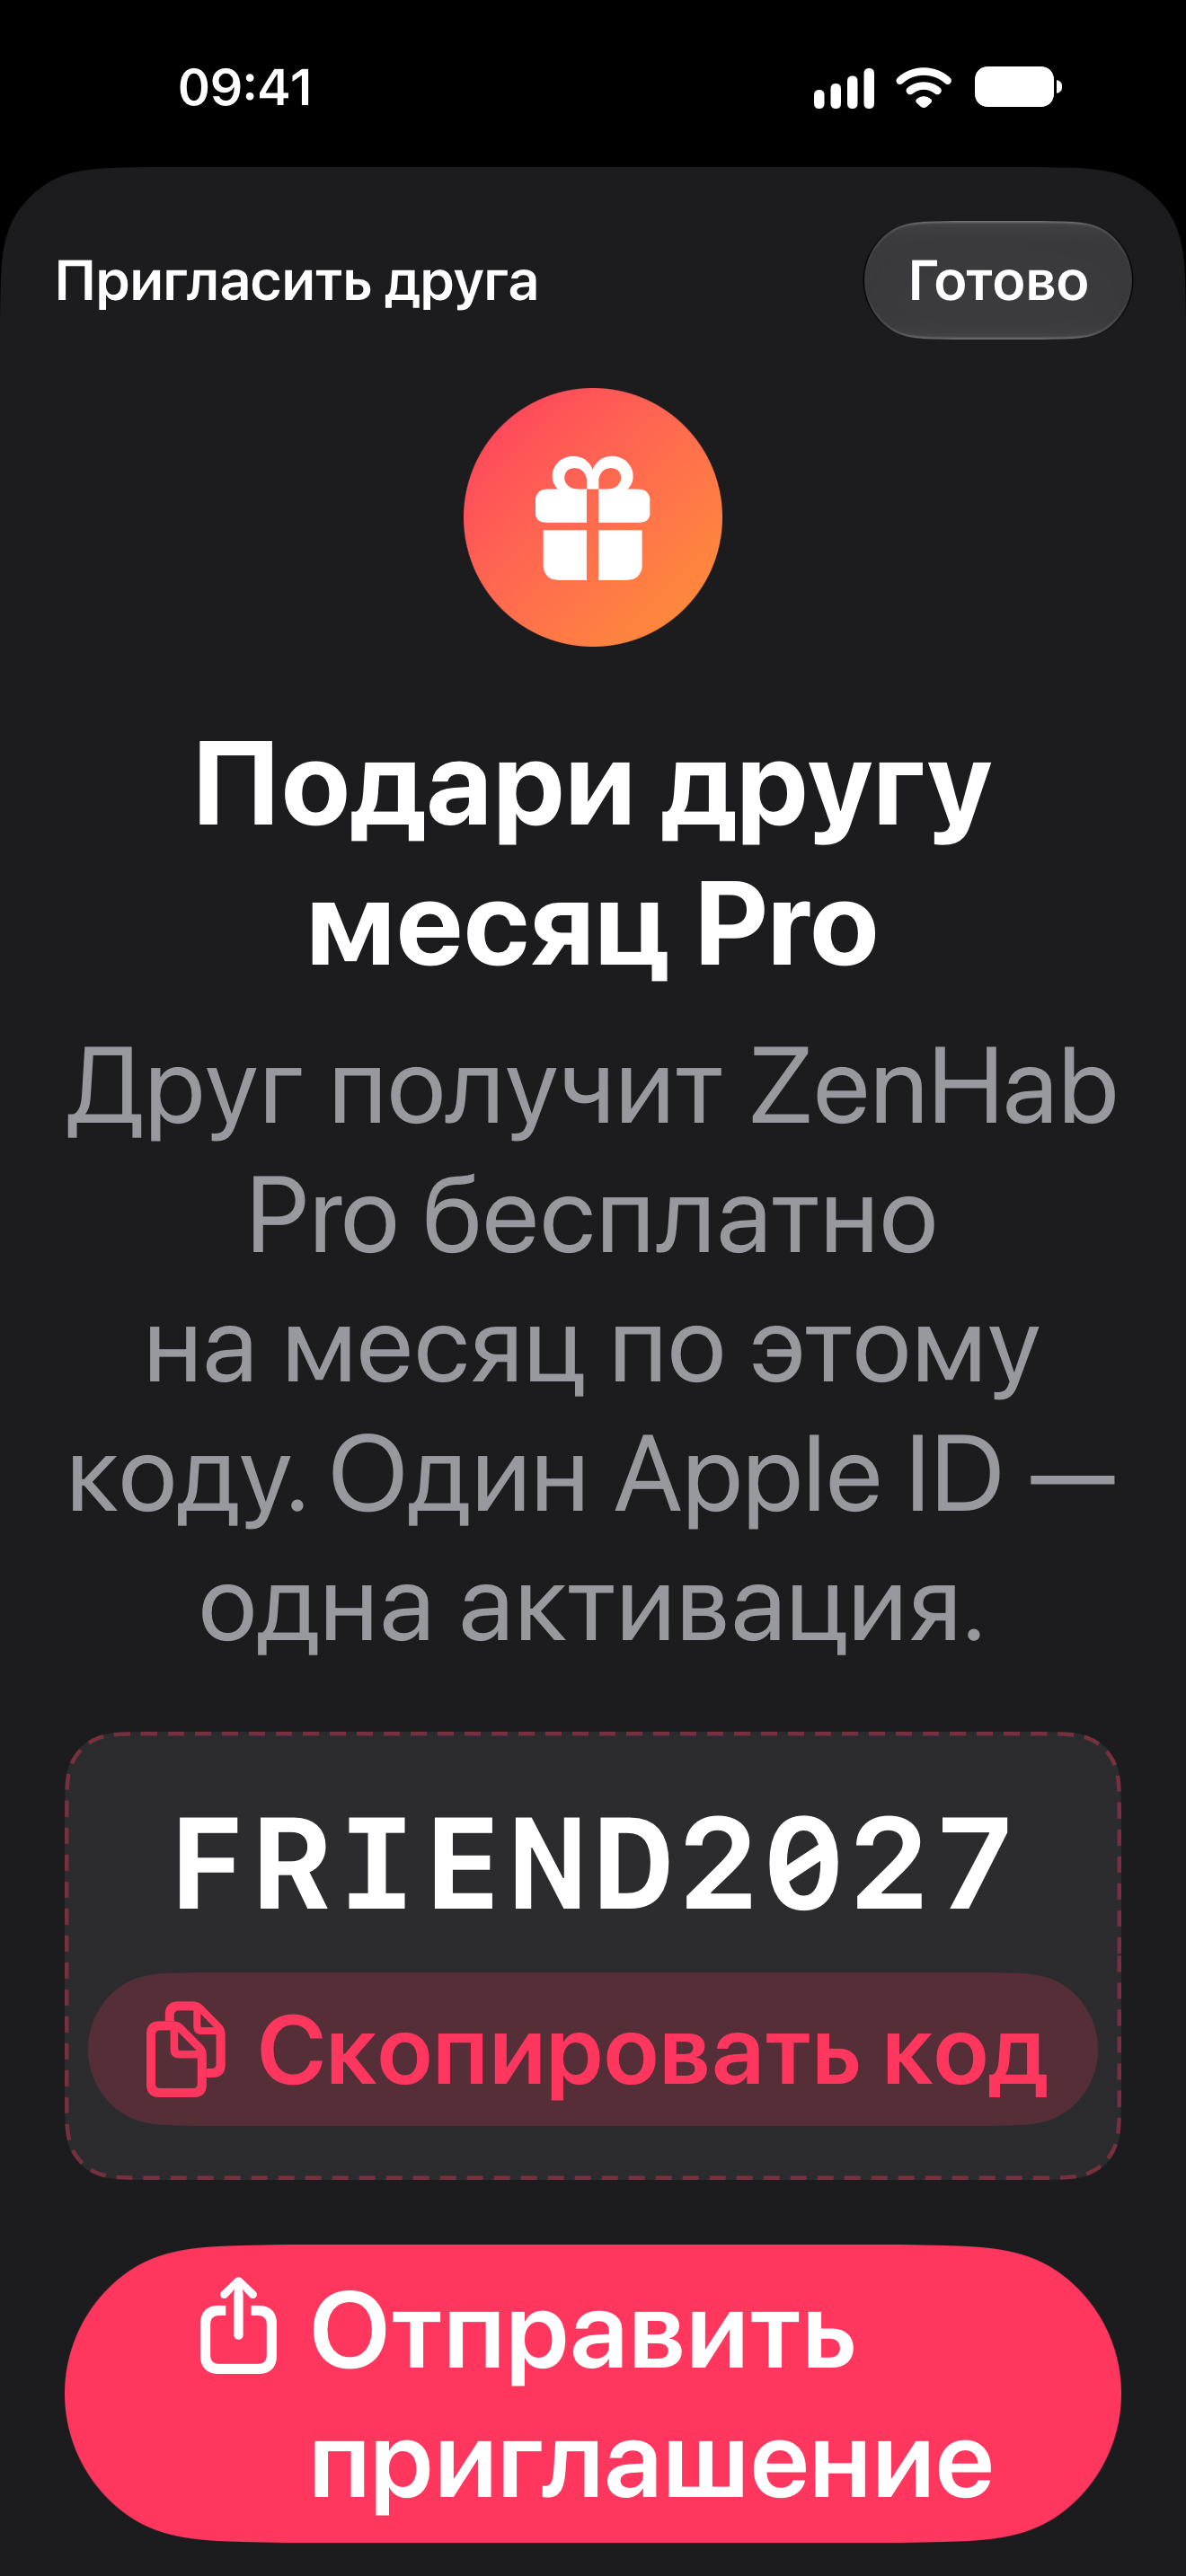 09:41
Пригласить друга
Готово
Подари другу
месяц Pro
Друг получит ZenHab
Pro бесплатно
на месяц по этому
коду. Один Apple ID —
одна активация.
FRIEND2027
Скопировать код
Отправить
приглашение